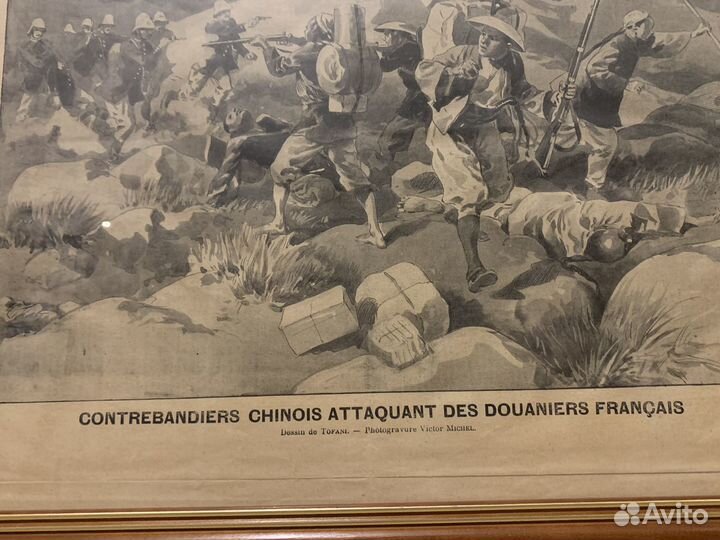 CONTREBANDIERS CHINOIS ATTAQUANT DES DOUANIERS FRANÇAIS
Dessin de TOFANI. — Photogravure Victor MICHEL.
Avito